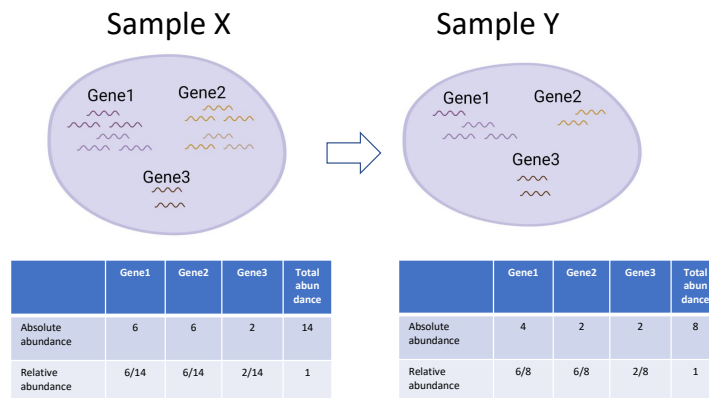 Sample X
Sample Y
Gene1
Gene2
Gene3
Gene1
Gene2
Gene3
Gene1 Gene2 Gene3 Total
abun
dance
Absolute
abundance
6 6 2 14
Relative
abundance
6/14 6/14 2/14 1
Gene1 Gene2 Gene3 Total
abun
dance
Absolute
abundance
4 2 2 8
Relative
abundance
6/8 6/8 2/8 1